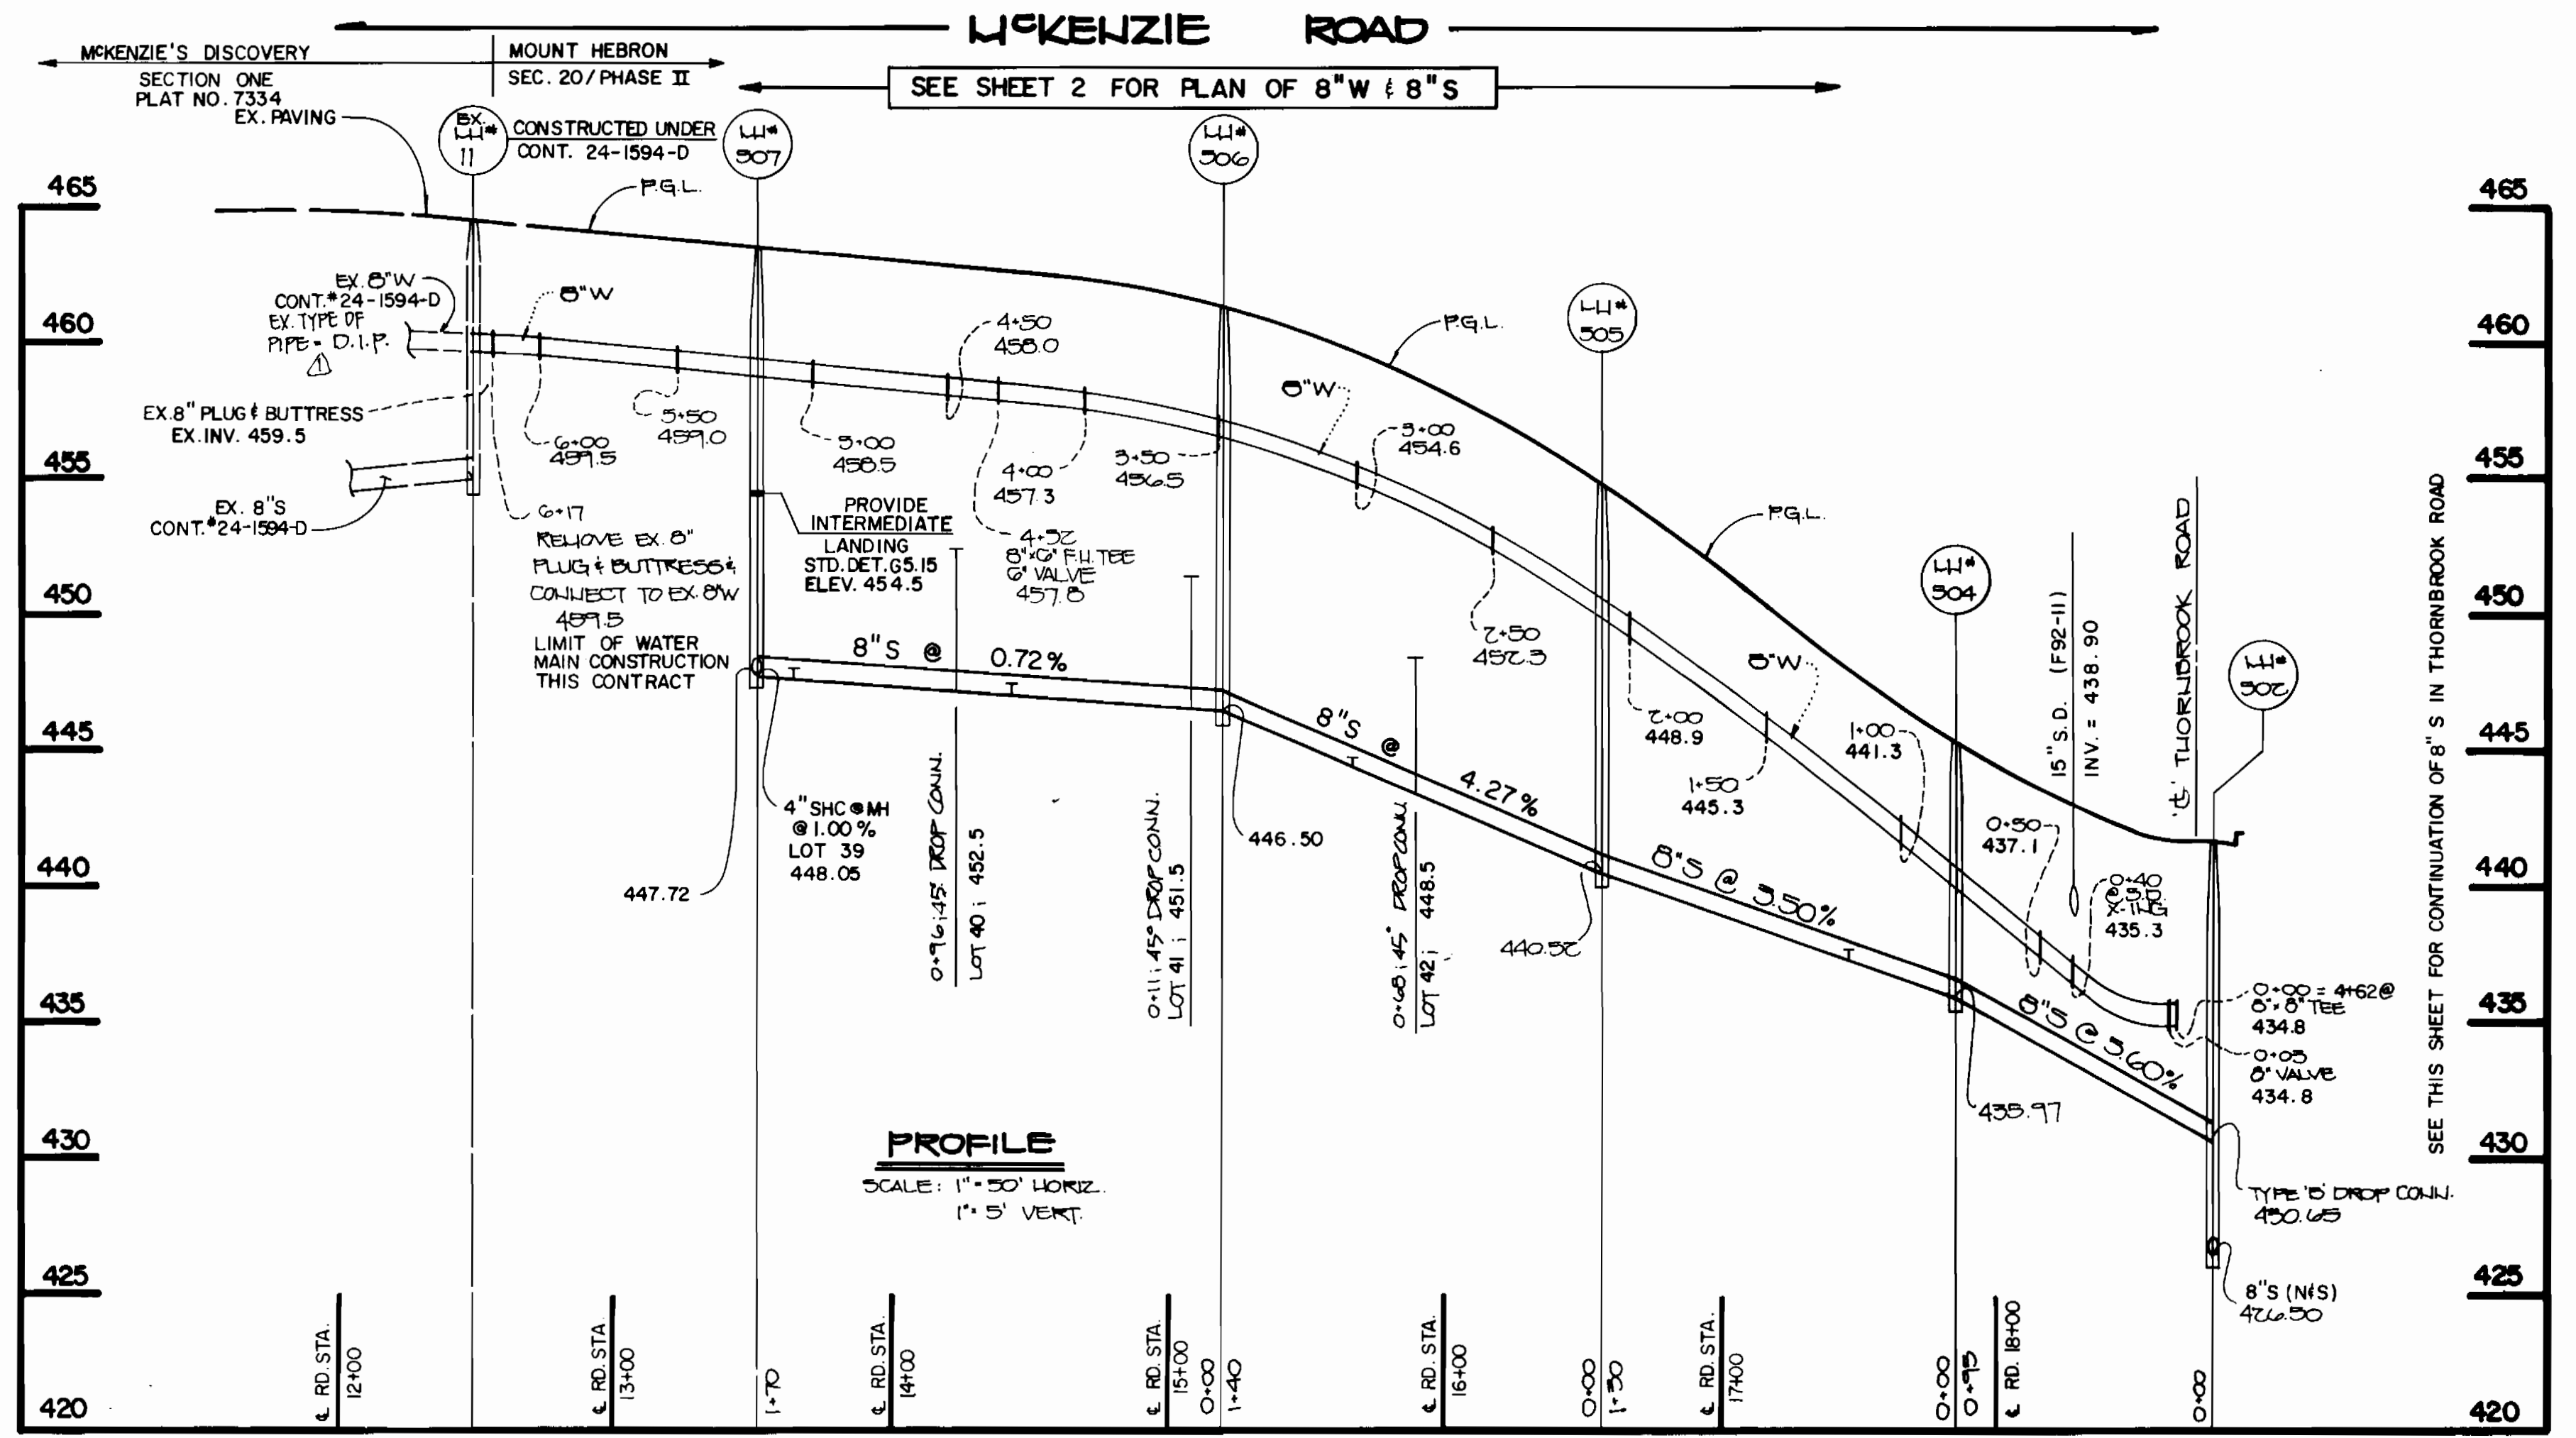 McKENZIE ROAD
McKENZIE'S DISCOVERY
SECTION ONE
PLAT NO. 7334
MOUNT HEBRON
SEC. 20/PHASE II
SEE SHEET 2 FOR PLAN OF 8"W & 8"S
EX. PAVING
EX.
MH#
11
CONSTRUCTED UNDER
CONT. 24-1594-D
MH#
507
MH#
506
MH#
505
MH#
504
MH#
502
P.G.L.
P.G.L.
P.G.L.
465
460
455
450
445
440
435
430
425
420
465
460
455
450
445
440
435
430
425
420
EX. 8"W
CONT.#24-1594-D
EX. TYPE OF
PIPE = D.I.P.
1
8"W
EX. 8" PLUG & BUTTRESS
EX. INV. 459.5
EX. 8"S
CONT.#24-1594-D
6+17
REMOVE EX. 8"
PLUG & BUTTRESS &
CONNECT TO EX. 8"W
459.5
LIMIT OF WATER
MAIN CONSTRUCTION
THIS CONTRACT
6+00
459.5
5+50
459.0
5+00
458.5
4+50
458.0
4+52
8"x6" F.H. TEE
6" VALVE
457.8
4+00
457.3
3+50
456.5
8"W
3+00
454.6
2+50
452.3
2+00
448.9
8"W
1+50
445.3
1+00
441.3
0+50
437.1
0+40
@ S.D.
X-ING
435.3
0+00 = 4+62@
8"x8" TEE
434.8
0+05
8" VALVE
434.8
PROVIDE
INTERMEDIATE
LANDING
STD. DET. G5.15
ELEV. 454.5
8"S @ 0.72%
8"S @ 4.27%
8"S @ 3.50%
8"S @ 5.60%
447.72
4" SHC @ MH
@ 1.00%
LOT 39
448.05
0+96; 45° DROP CONN.
LOT 40; 452.5
0+11; 45° DROP CONN.
LOT 41; 451.5
446.50
0+68; 45° DROP CONN
LOT 42; 448.5
440.52
435.97
15" S.D. (F92-11)
INV. = 438.90
℄ THORNBROOK ROAD
TYPE 'B' DROP CONN.
430.65
8"S (N&S)
426.50
SEE THIS SHEET FOR CONTINUATION OF 8" S IN THORNBROOK ROAD
PROFILE
SCALE: 1" = 50' HORIZ.
1" = 5' VERT.
℄ RD. STA.
12+00
℄ RD. STA.
13+00
1+70
℄ RD. STA.
14+00
℄ RD. STA.
15+00
0+00
1+40
℄ RD. STA.
16+00
0+00
1+30
℄ RD. STA.
17+00
0+00
0+95
℄ RD. 18+00
0+00